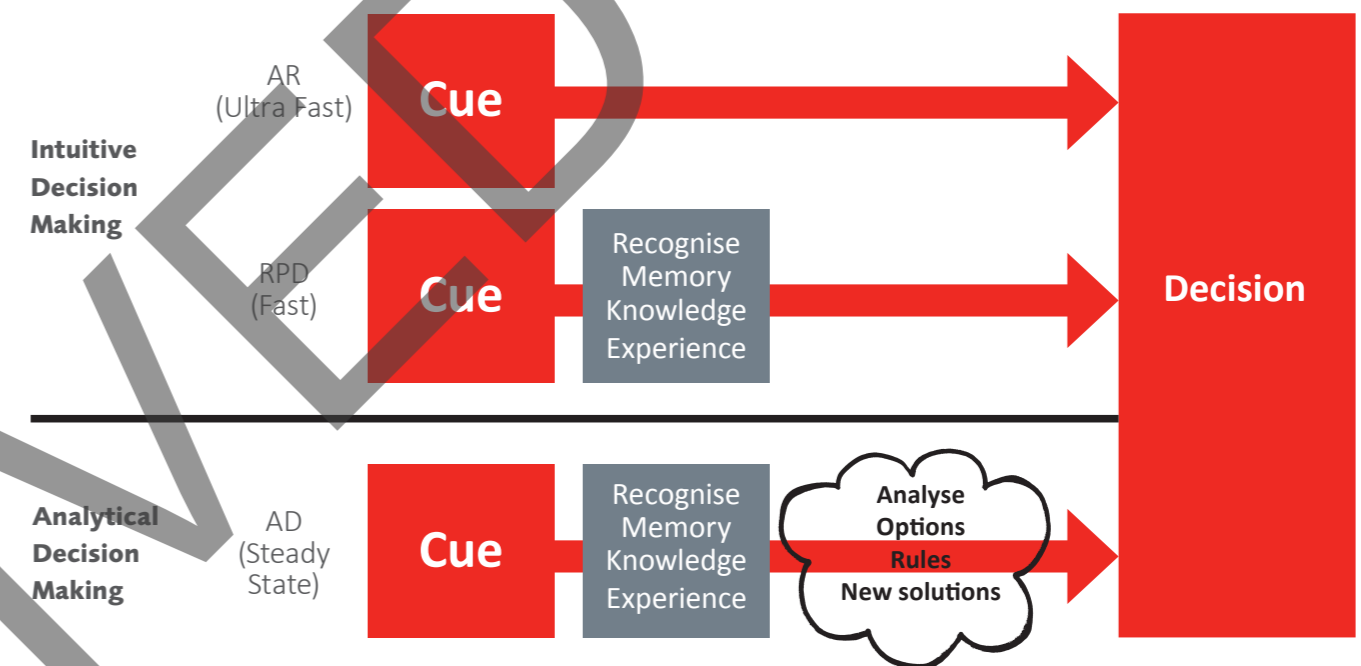 AR
(Ultra Fast)
Cue
Intuitive
Decision
Making
RPD
(Fast)
Cue
Recognise
Memory
Knowledge
Experience
Decision
Analytical
Decision
Making
AD
(Steady
State)
Cue
Recognise
Memory
Knowledge
Experience
Analyse
Options
Rules
New solutions
VED